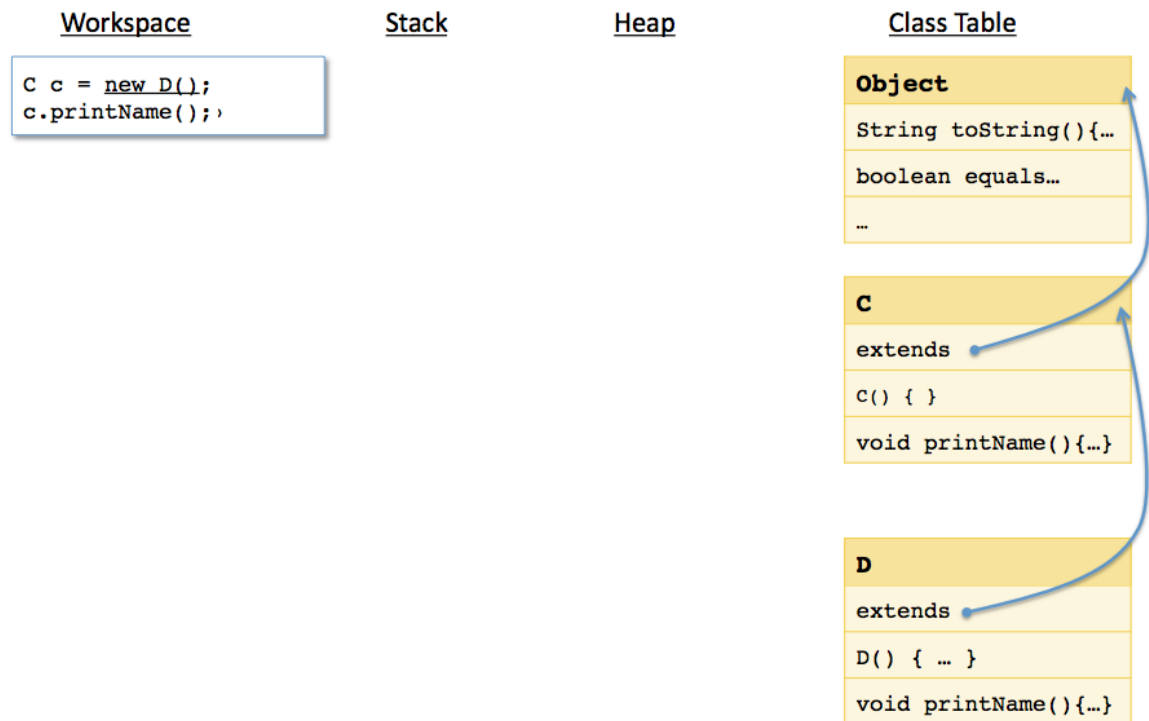 Workspace Stack Heap Class Table
C c = new D();
c.printName();›
Object
String toString(){…
boolean equals…
…
C
extends
C() { }
void printName(){…}
D
extends
D() { … }
void printName(){…}